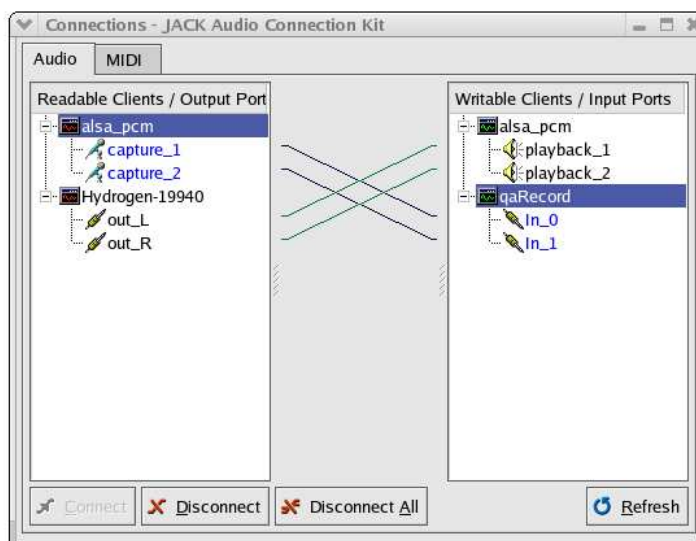 Connections - JACK Audio Connection Kit
Audio MIDI
Readable Clients / Output Port
alsa_pcm
capture_1
capture_2
Hydrogen-19940
out_L
out_R
Writable Clients / Input Ports
alsa_pcm
playback_1
playback_2
qaRecord
In_0
In_1
Connect Disconnect Disconnect All Refresh